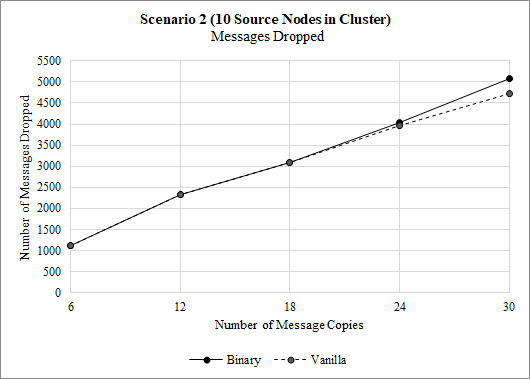 Scenario 2 (10 Source Nodes in Cluster)
Messages Dropped
Number of Messages Dropped
5500
5000
4500
4000
3500
3000
2500
2000
1500
1000
500
0
6 12 18 24 30
Number of Message Copies
Binary Vanilla